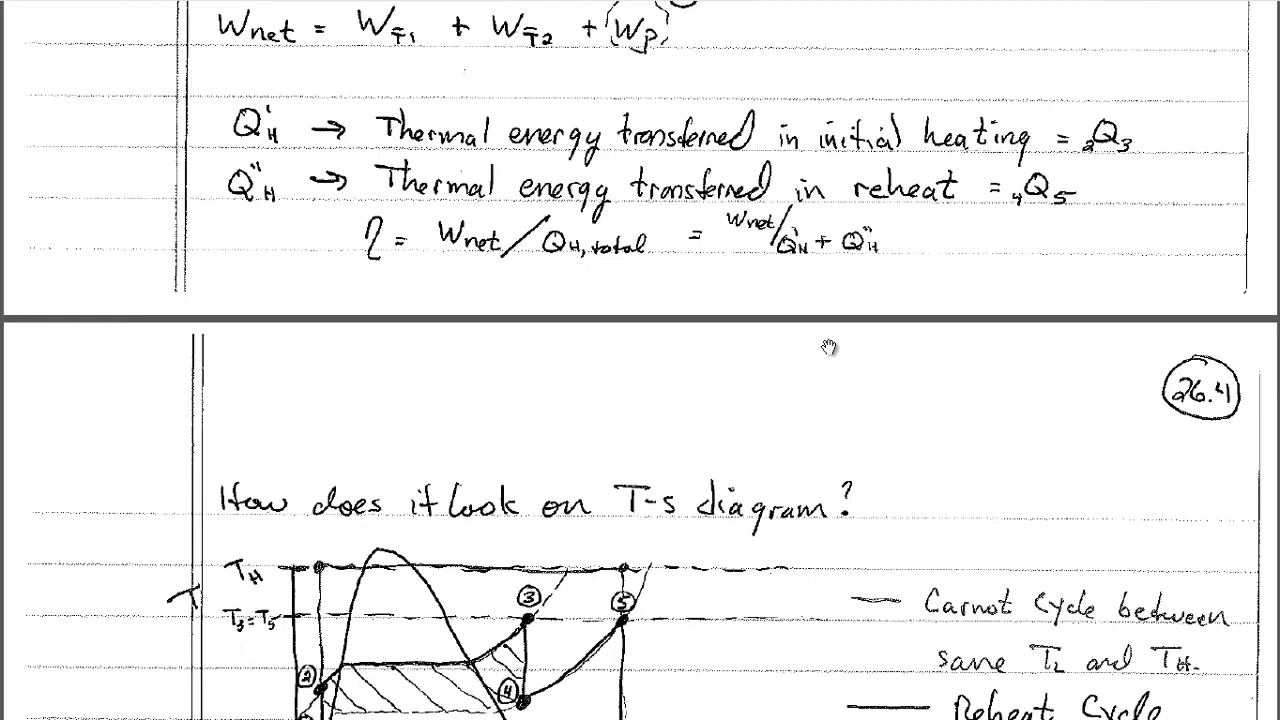 Wnet = WT1 + WT2 + (Wp)
Q'H → Thermal energy transferred in initial heating = 2Q3
Q"H → Thermal energy transferred in reheat = 4Q5
η = Wnet/QH,total = Wnet/Q'H + Q"H
26.4
How does it look on T-s diagram?
TH
T
T3=T5
3
5
2
4
Carnot Cycle between
same TL and TH.
Reheat Cycle